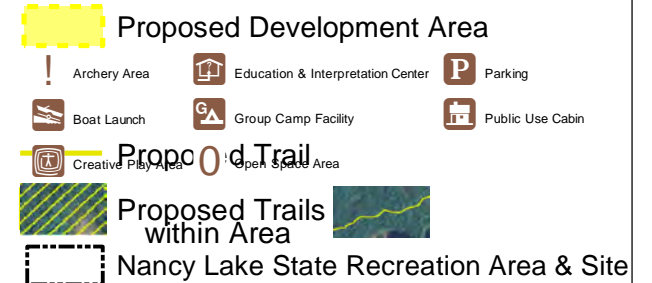 Proposed Development Area
! Archery Area Education & Interpretation Center P Parking
Boat Launch G Group Camp Facility Public Use Cabin
Proposed Trail
Creative Play Area 0 Open Space Area
Proposed Trails
within Area
Nancy Lake State Recreation Area & Site